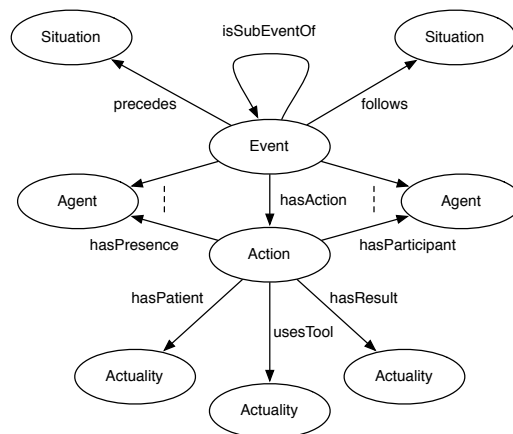 isSubEventOf
Situation
Situation
precedes
follows
Event
Agent
hasAction
Agent
hasPresence
hasParticipant
Action
hasPatient
hasResult
usesTool
Actuality
Actuality
Actuality